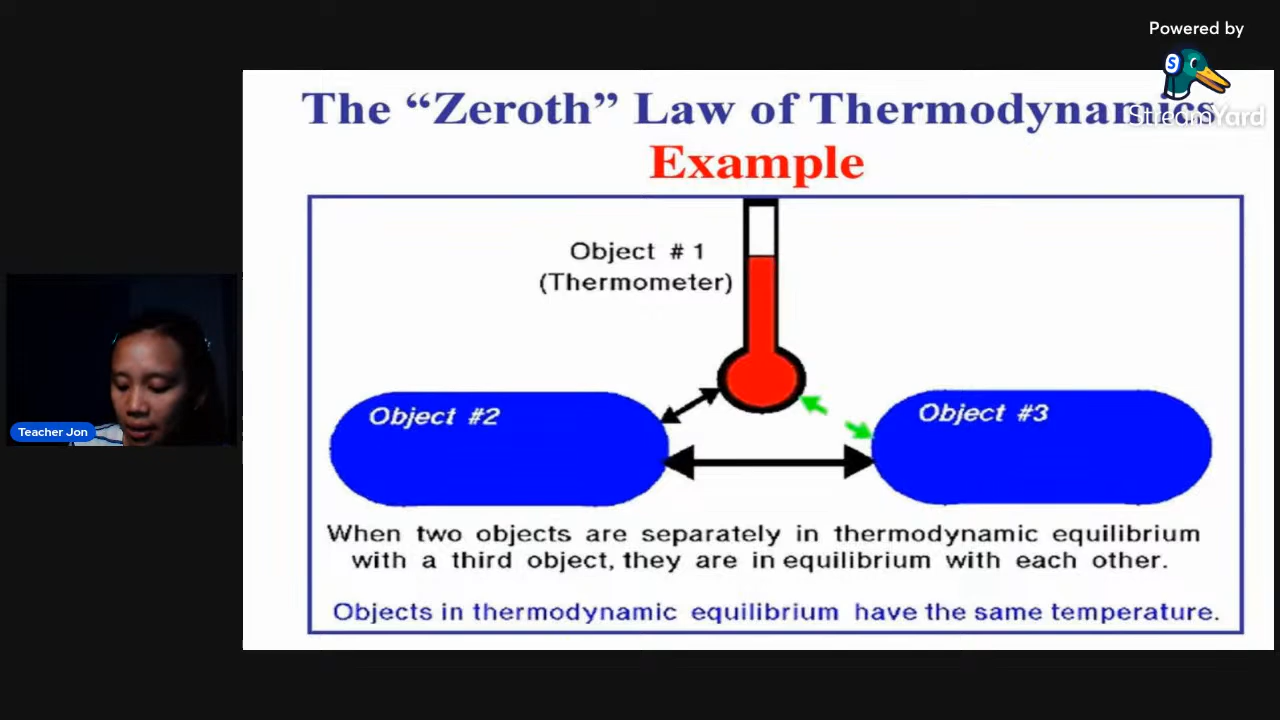 Powered by
StreamYard
The “Zeroth” Law of Thermodynamics
Example
Object # 1
(Thermometer)
Object #2
Object #3
When two objects are separately in thermodynamic equilibrium
with a third object, they are in equilibrium with each other.
Objects in thermodynamic equilibrium have the same temperature.
Teacher Jon